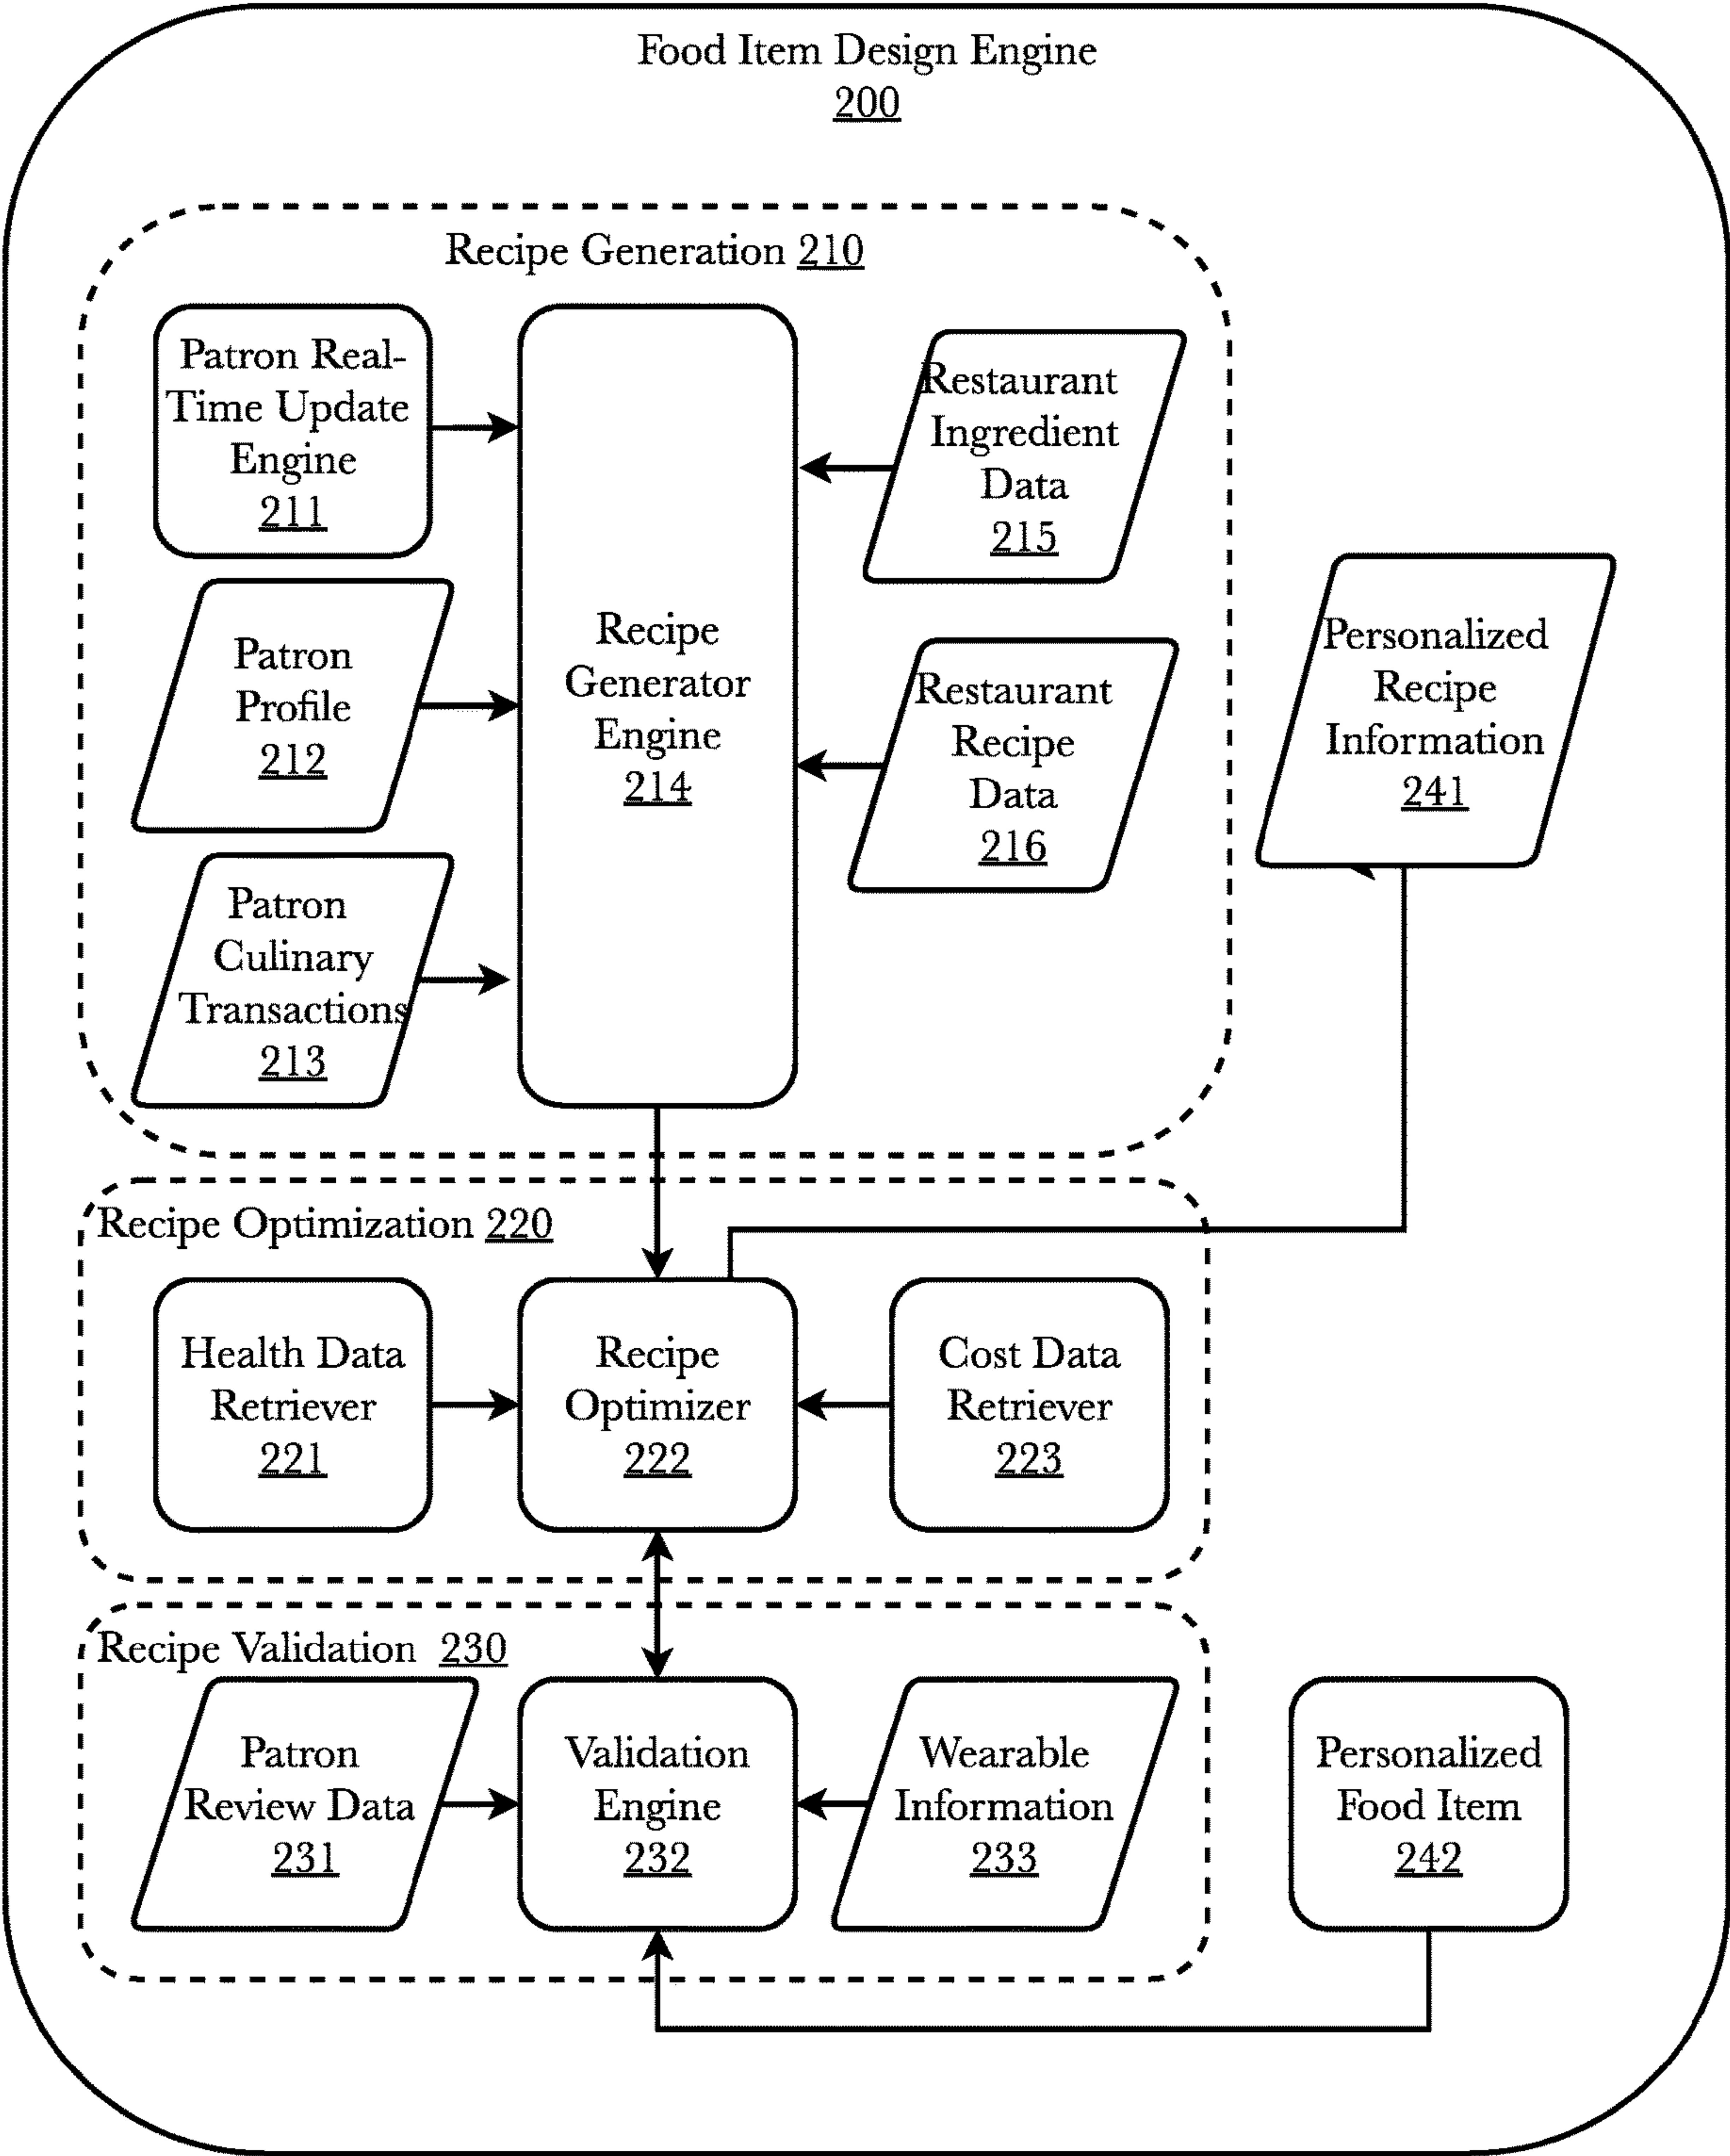 Food Item Design Engine
200
Recipe Generation 210
Patron Real-
Time Update
Engine
211
Patron
Profile
212
Patron
Culinary
Transactions
213
Recipe
Generator
Engine
214
Restaurant
Ingredient
Data
215
Restaurant
Recipe
Data
216
Personalized
Recipe
Information
241
Recipe Optimization 220
Health Data
Retriever
221
Recipe
Optimizer
222
Cost Data
Retriever
223
Recipe Validation 230
Patron
Review Data
231
Validation
Engine
232
Wearable
Information
233
Personalized
Food Item
242